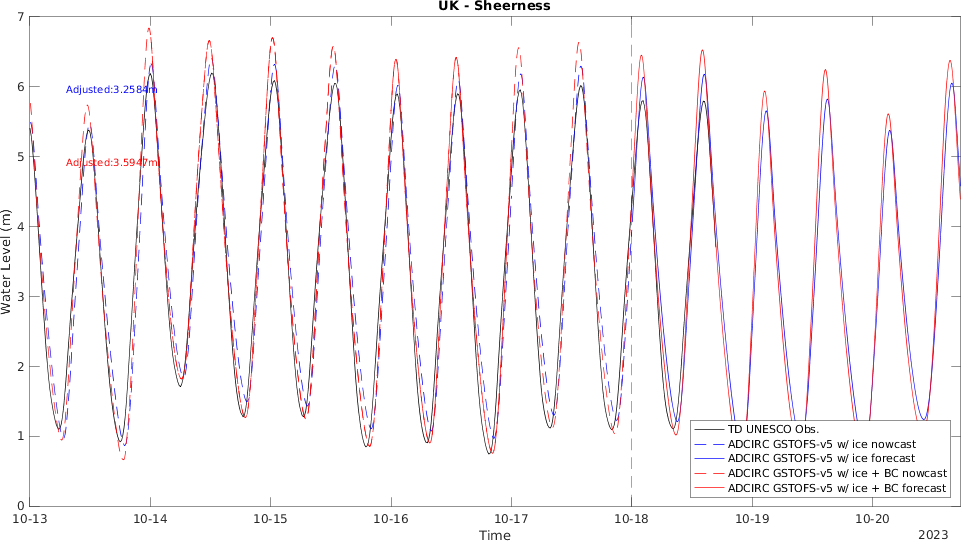 UK - Sheerness
7
6
5
4
3
2
1
0
Water Level (m)
Adjusted:3.2584m
Adjusted:3.5947m
TD UNESCO Obs.
ADCIRC GSTOFS-v5 w/ ice nowcast
ADCIRC GSTOFS-v5 w/ ice forecast
ADCIRC GSTOFS-v5 w/ ice + BC nowcast
ADCIRC GSTOFS-v5 w/ ice + BC forecast
10-13 10-14 10-15 10-16 10-17 10-18 10-19 10-20
Time
2023